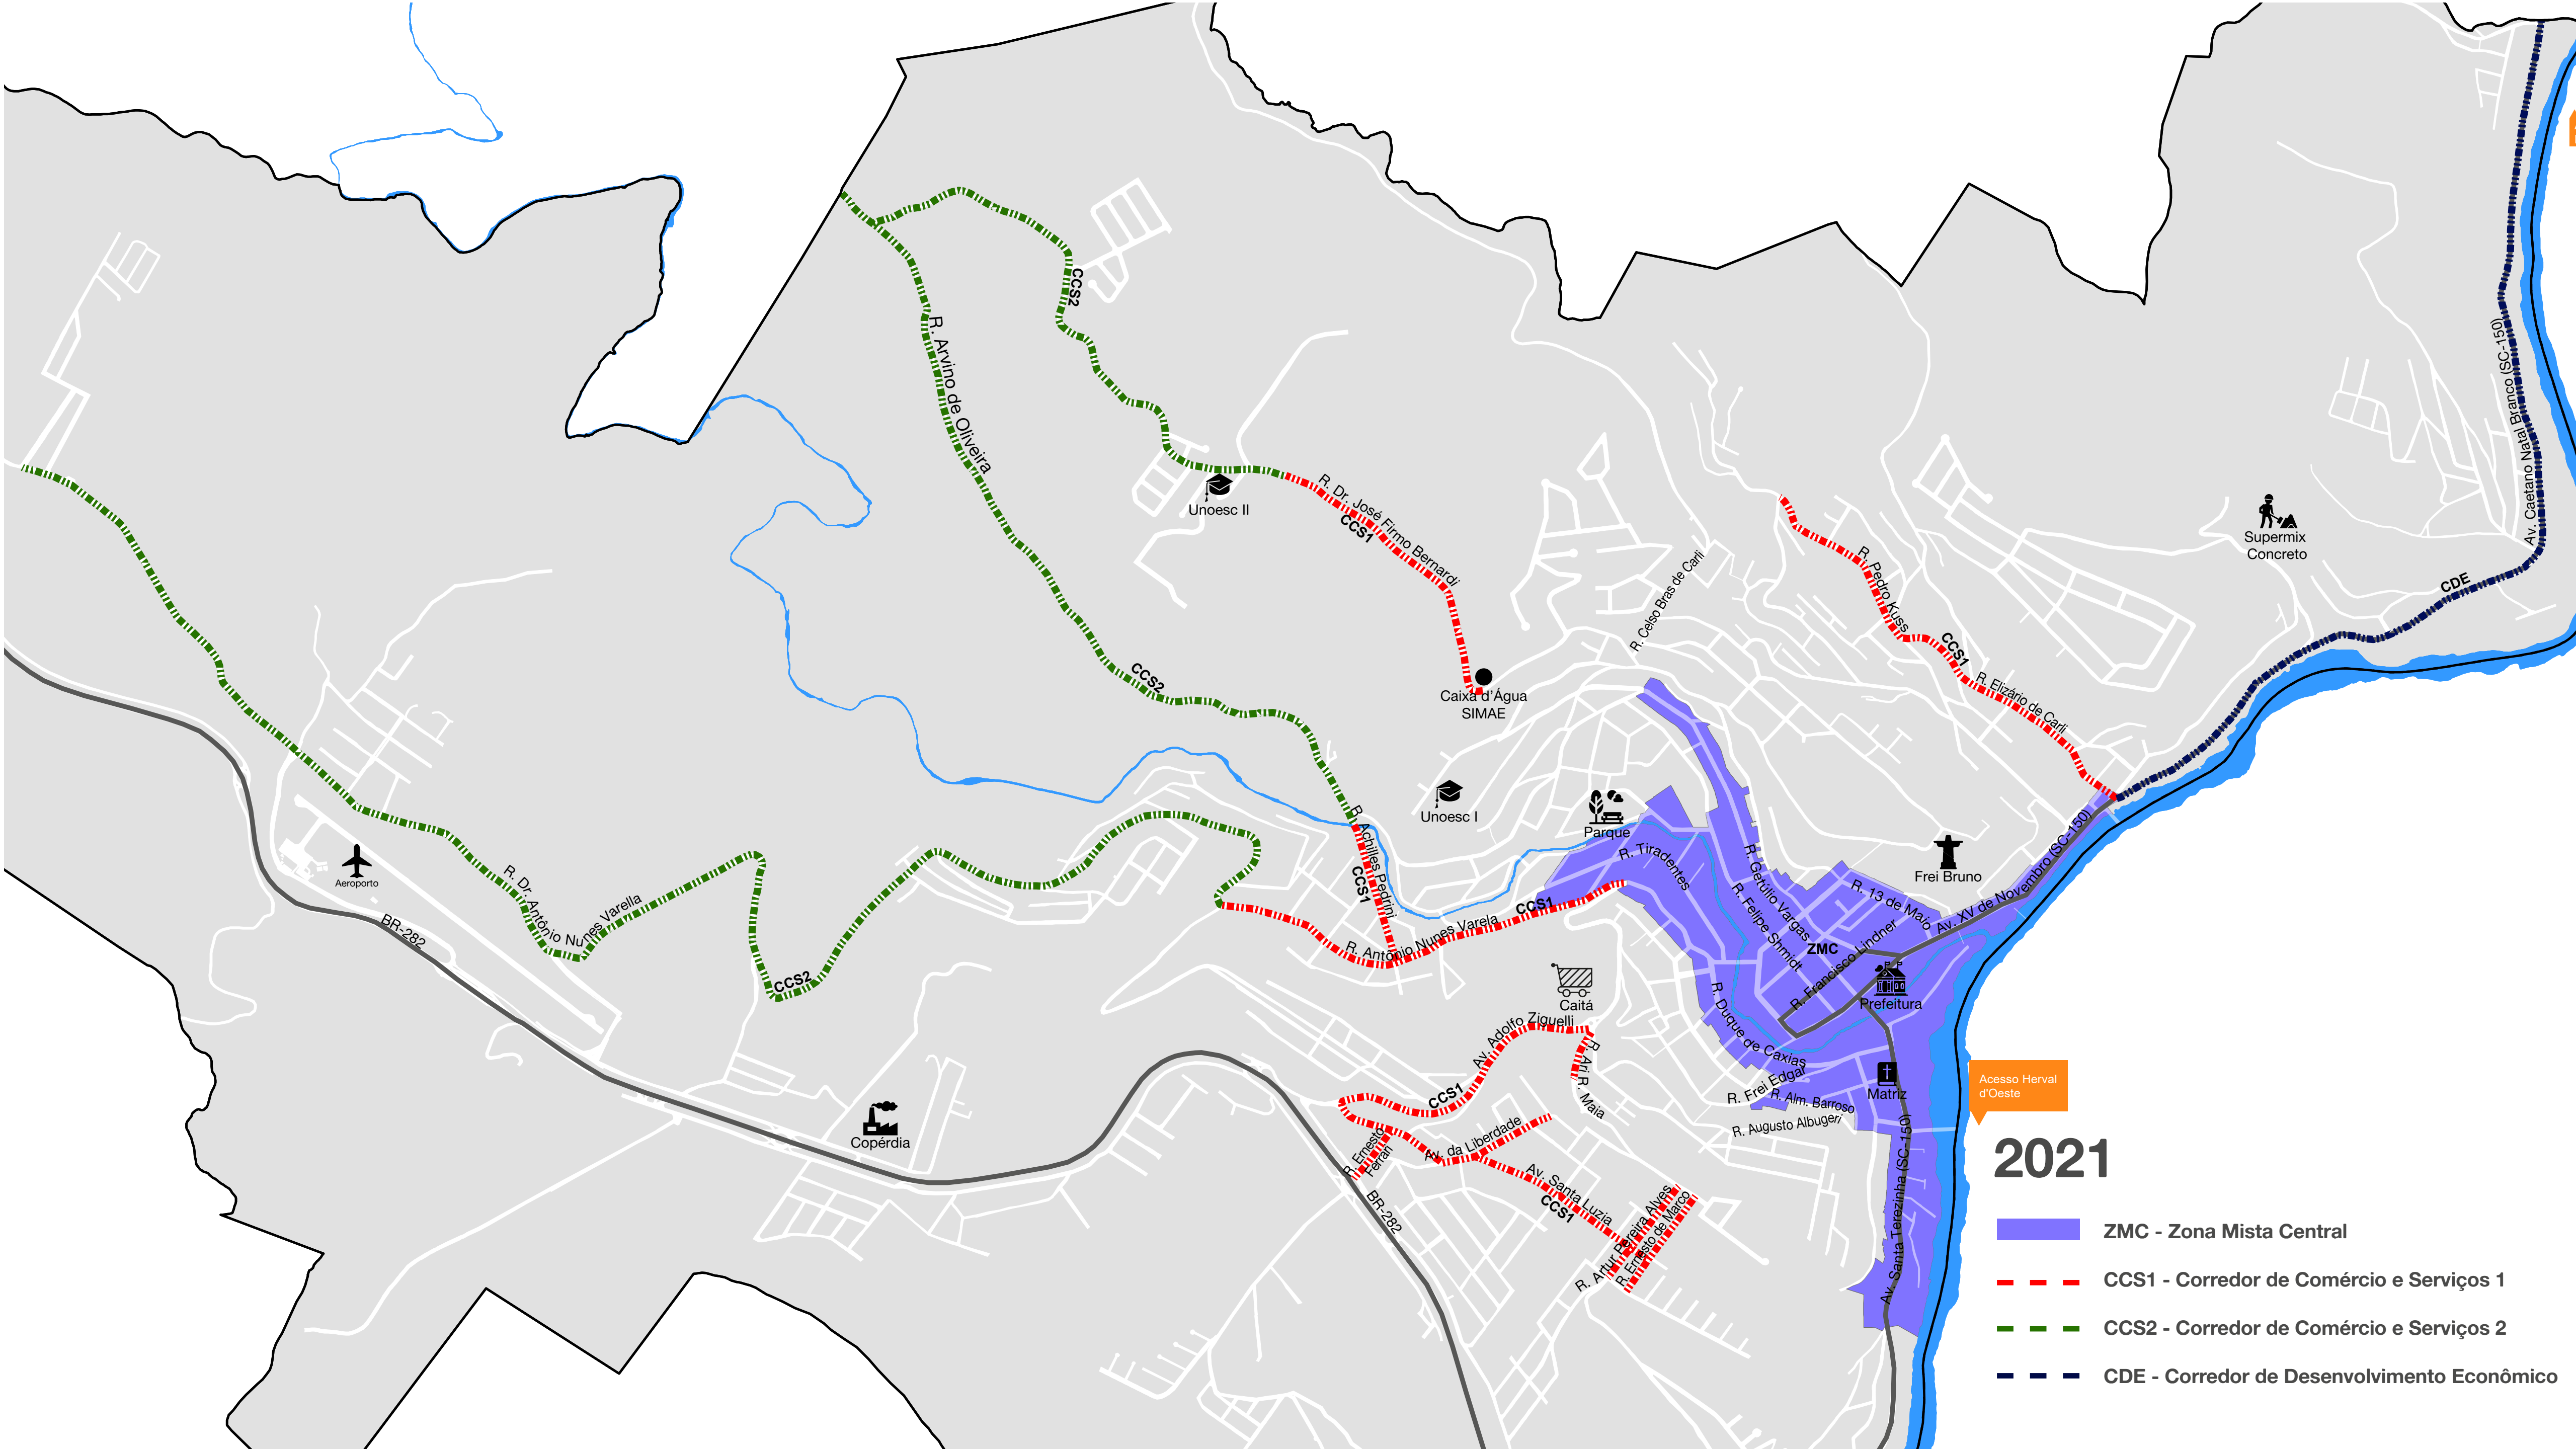 CCS2
R. Arvino de Oliveira
Unoesc II
R. Dr. José Firmo Bernardi
CCS1
Av. Caetano Natal Branco (SC-150)
Supermix
Concreto
CDE
R. Celso Bras de Carli
R. Pedro Kuss
CCS1
R. Elizário de Carli
CCS2
Caixa d'Água
SIMAE
Unoesc I
Parque
R. Achilles Pedrini
CCS1
R. Tiradentes
R. Getúlio Vargas
R. Felipe Shmidt
R. 13 de Maio
Frei Bruno
Av. XV de Novembro (SC-150)
Aeroporto
R. Dr. Antônio Nunes Varella
BR-282
CCS2
CCS1
R. Antônio Nunes Varela
ZMC
R. Francisco Lindner
Prefeitura
Caitá
R. Duque de Caxias
Av. Adolfo Ziguelli
R. Ari R. Maia
CCS1
R. Frei Edgar
R. Alm. Barroso
R. Augusto Albugeri
Matriz
Acesso Herval
d'Oeste
Copérdia
R. Ernesto
Ferrari
Av. da Liberdade
Av. Santa Luzia
CCS1
BR-282
R. Artur Pereira Alves
R. Ernesto de Marco
Av. Santa Terezinha (SC-150)
2021
ZMC - Zona Mista Central
CCS1 - Corredor de Comércio e Serviços 1
CCS2 - Corredor de Comércio e Serviços 2
CDE - Corredor de Desenvolvimento Econômico